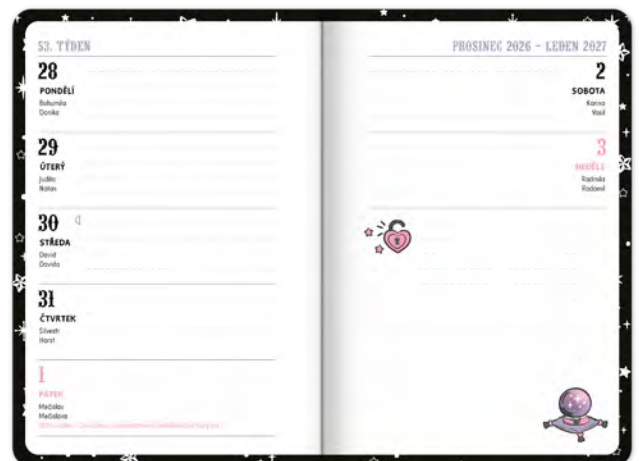 53. TÝDEN
28
PONDĚLÍ
Bohumila
Donika
29
ÚTERÝ
Judita
Natan
30
STŘEDA
David
Davida
31
ČTVRTEK
Silvestr
Horst
1
PÁTEK
Mečislav
Mečislava
PROSINEC 2026 – LEDEN 2027
2
SOBOTA
Karina
Vasil
3
NEDĚLE
Radmila
Radomil